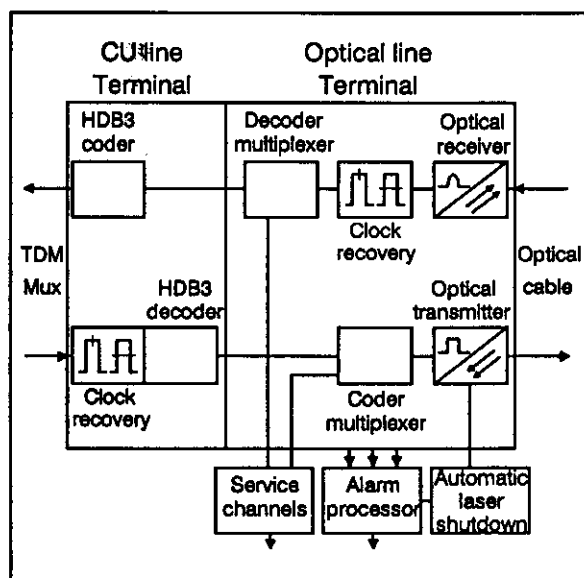 CU line
Terminal
Optical line
Terminal
HDB3
coder
Decoder
multiplexer
Optical
receiver
Clock
recovery
TDM
Mux
Optical
cable
HDB3
decoder
Optical
transmitter
Clock
recovery
Coder
multiplexer
Service
channels
Alarm
processor
Automatic
laser
shutdown